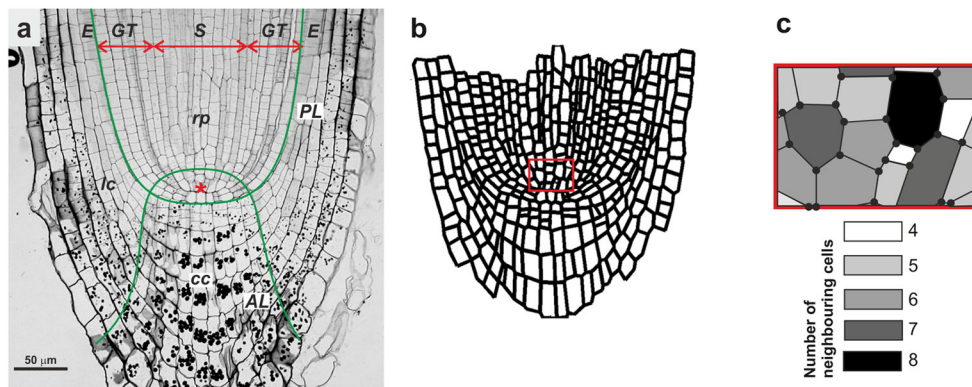 a
E GT S GT E
PL
rp
lc
*
cc
AL
50 μm
b
c
4
5
6
7
8
Number of
neighbouring cells